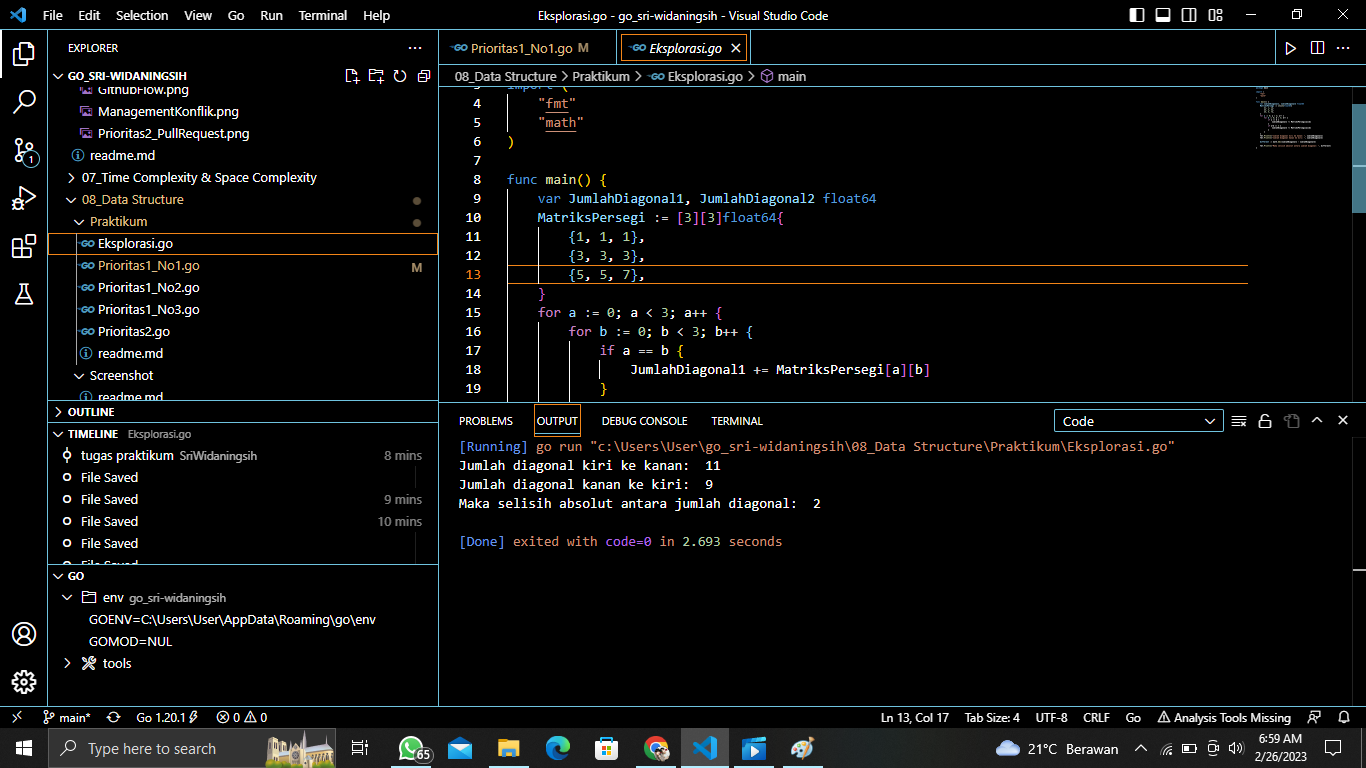 File Edit Selection View Go Run Terminal Help
Eksplorasi.go - go_sri-widaningsih - Visual Studio Code
EXPLORER
GO_SRI-WIDANINGSIH
GithubFlow.png
ManagementKonflik.png
Prioritas2_PullRequest.png
readme.md
07_Time Complexity & Space Complexity
08_Data Structure
Praktikum
Eksplorasi.go
Prioritas1_No1.go M
Prioritas1_No2.go
Prioritas1_No3.go
Prioritas2.go
readme.md
Screenshot
readme.md
OUTLINE
TIMELINE Eksplorasi.go
tugas praktikum SriWidaningsih 8 mins
File Saved
File Saved 9 mins
File Saved 10 mins
File Saved
File Saved
GO
env go_sri-widaningsih
GOENV=C:\Users\User\AppData\Roaming\go\env
GOMOD=NUL
tools
1
Prioritas1_No1.go M
Eksplorasi.go
08_Data Structure > Praktikum > Eksplorasi.go > main
3 import (
4 "fmt"
5 "math"
6 )
7
8 func main() {
9 var JumlahDiagonal1, JumlahDiagonal2 float64
10 MatriksPersegi := [3][3]float64{
11 {1, 1, 1},
12 {3, 3, 3},
13 {5, 5, 7},
14 }
15 for a := 0; a < 3; a++ {
16 for b := 0; b < 3; b++ {
17 if a == b {
18 JumlahDiagonal1 += MatriksPersegi[a][b]
19 }
PROBLEMS OUTPUT DEBUG CONSOLE TERMINAL
Code
[Running] go run "c:\Users\User\go_sri-widaningsih\08_Data Structure\Praktikum\Eksplorasi.go"
Jumlah diagonal kiri ke kanan:  11
Jumlah diagonal kanan ke kiri:  9
Maka selisih absolut antara jumlah diagonal:  2
[Done] exited with code=0 in 2.693 seconds
main* Go 1.20.1 0 0
Ln 13, Col 17 Tab Size: 4 UTF-8 CRLF Go Analysis Tools Missing
Type here to search
65
21°C Berawan
6:59 AM
2/26/2023